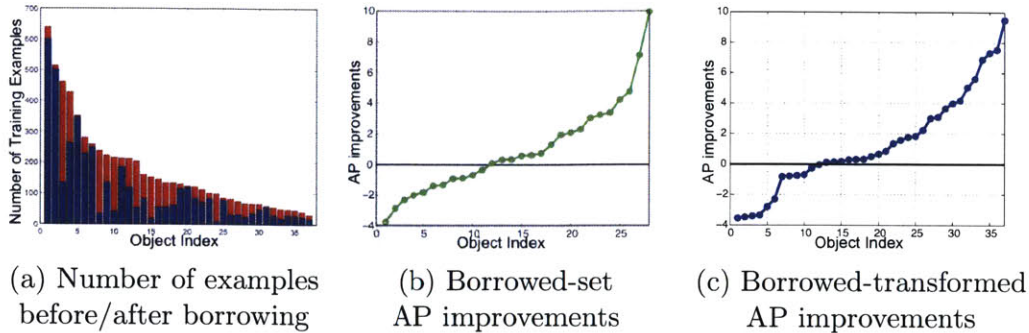 Number of Training Examples
700
600
500
400
300
200
100
0
0 5 10 15 20 25 30 35
Object Index
AP improvements
10
8
6
4
2
0
−2
−4
0 5 10 15 20 25
Object Index
AP improvements
10
8
6
4
2
0
−2
−4
0 5 10 15 20 25 30 35
Object Index
(a) Number of examples
before/after borrowing
(b) Borrowed-set
AP improvements
(c) Borrowed-transformed
AP improvements